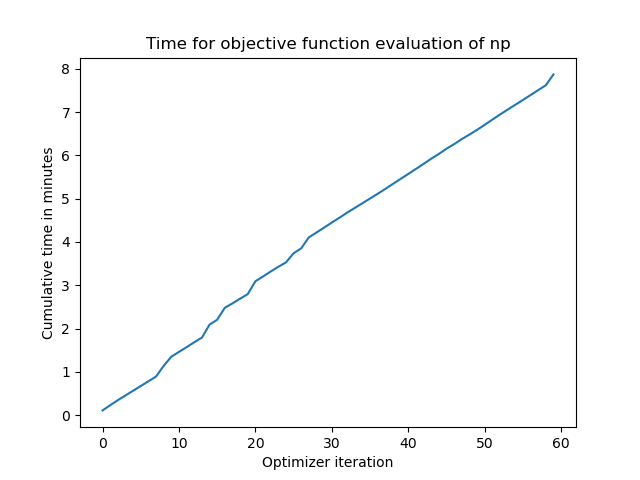 Time for objective function evaluation of np
8
7
6
5
4
3
2
1
0
Cumulative time in minutes
0 10 20 30 40 50 60
Optimizer iteration